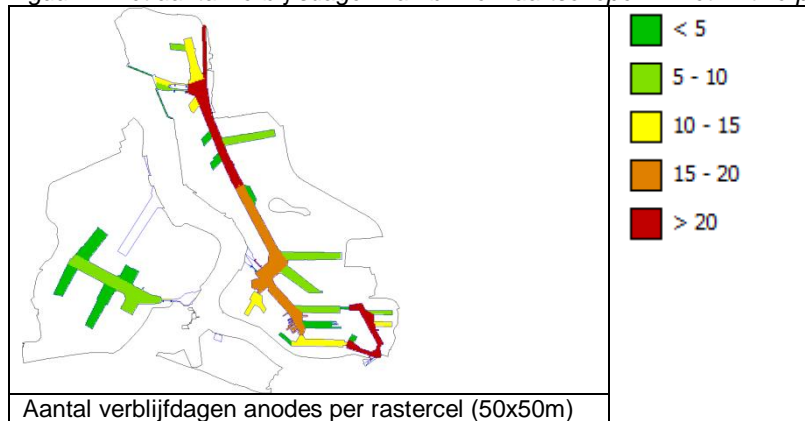 < 5
5 - 10
10 - 15
15 - 20
> 20
Aantal verblijfdagen anodes per rastercel (50x50m)